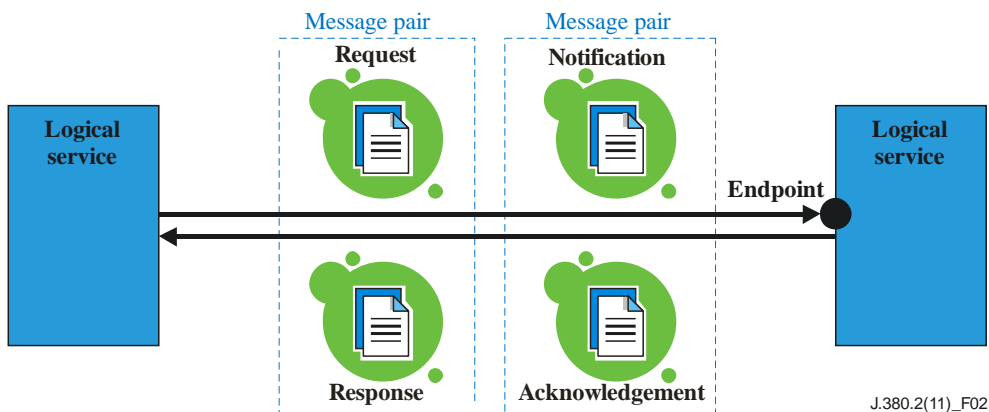 Message pair
Message pair
Request
Notification
Logical
service
Logical
service
Endpoint
Response
Acknowledgement
J.380.2(11)_F02